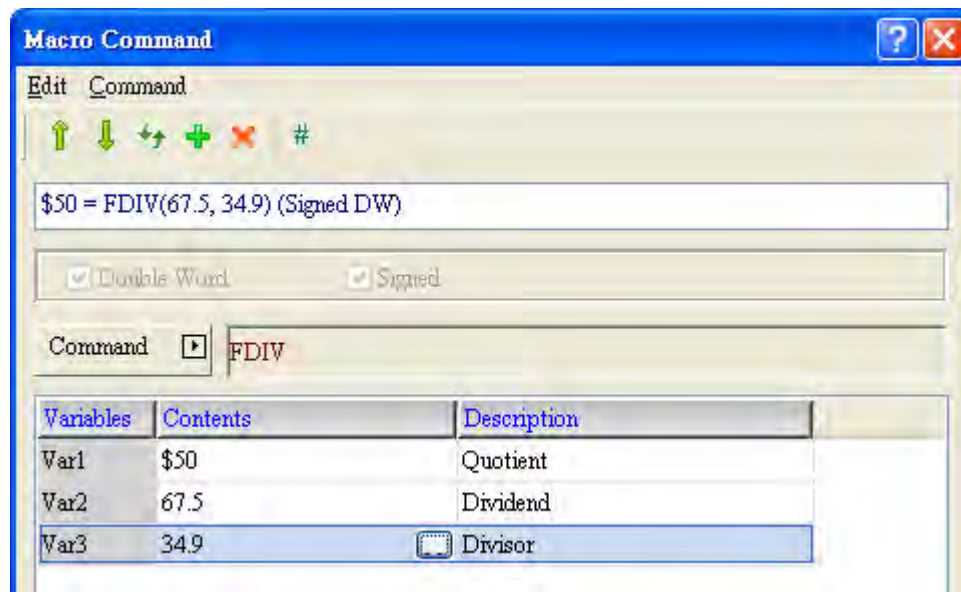 Macro Command
Edit Command
#
$50 = FDIV(67.5, 34.9) (Signed DW)
Double Word Signed
Command FDIV
Variables Contents Description
Var1 $50 Quotient
Var2 67.5 Dividend
Var3 34.9 ... Divisor